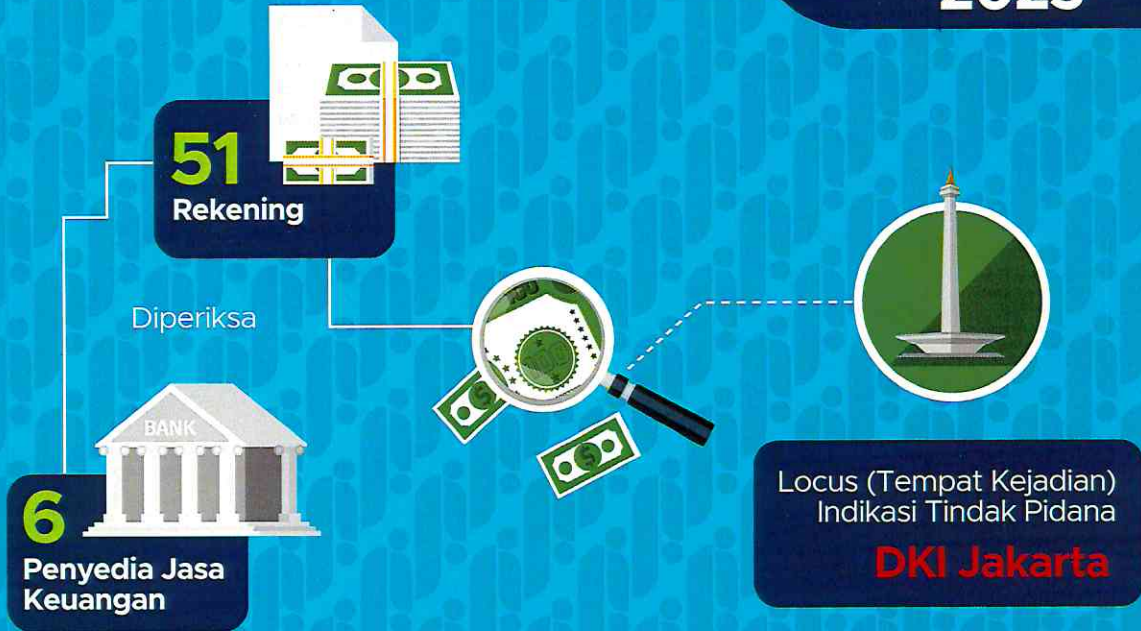 51
Rekening
Diperiksa
BANK
6
Penyedia Jasa
Keuangan
Locus (Tempat Kejadian)
Indikasi Tindak Pidana
DKI Jakarta